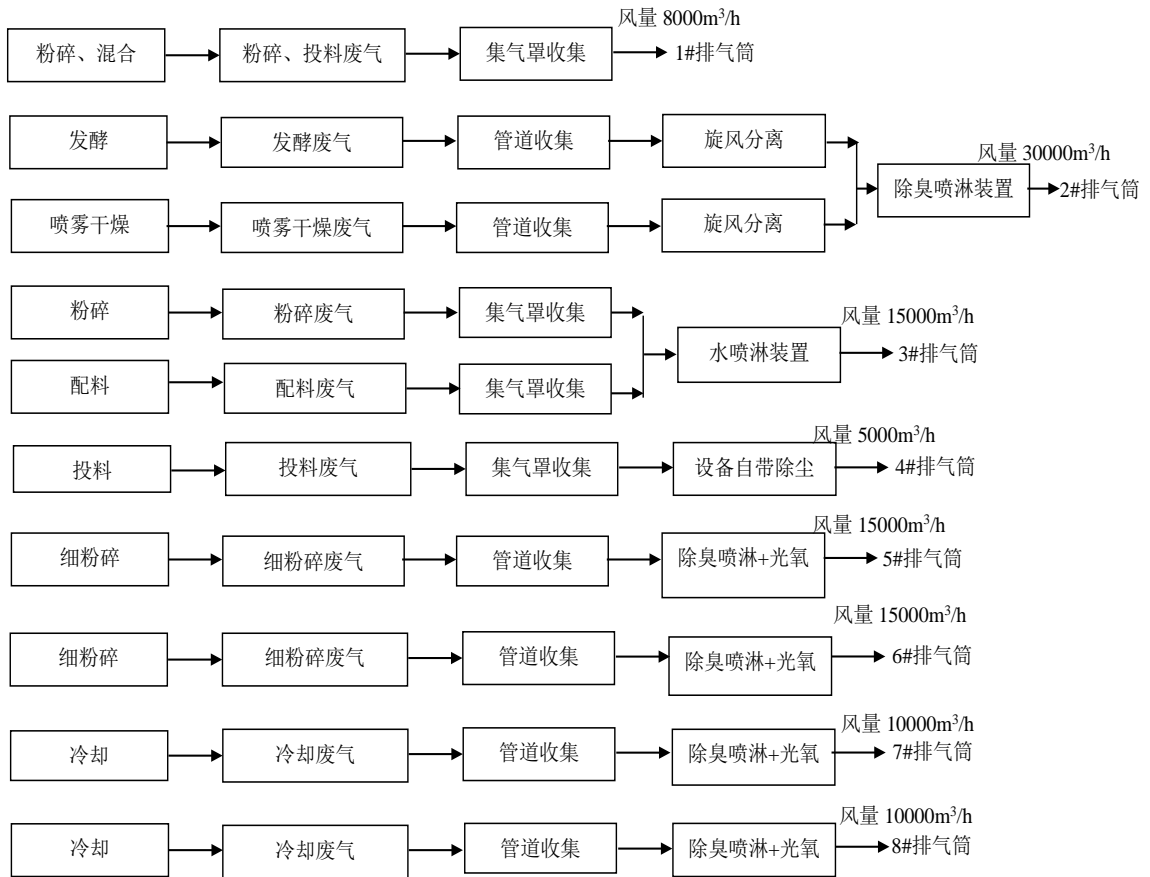 风量 8000m³/h
粉碎、混合 粉碎、投料废气 集气罩收集 1#排气筒
发酵 发酵废气 管道收集 旋风分离
风量 30000m³/h
除臭喷淋装置 2#排气筒
喷雾干燥 喷雾干燥废气 管道收集 旋风分离
粉碎 粉碎废气 集气罩收集
风量 15000m³/h
水喷淋装置 3#排气筒
配料 配料废气 集气罩收集
风量 5000m³/h
投料 投料废气 集气罩收集 设备自带除尘 4#排气筒
风量 15000m³/h
细粉碎 细粉碎废气 管道收集 除臭喷淋+光氧 5#排气筒
风量 15000m³/h
细粉碎 细粉碎废气 管道收集 除臭喷淋+光氧 6#排气筒
风量 10000m³/h
冷却 冷却废气 管道收集 除臭喷淋+光氧 7#排气筒
风量 10000m³/h
冷却 冷却废气 管道收集 除臭喷淋+光氧 8#排气筒